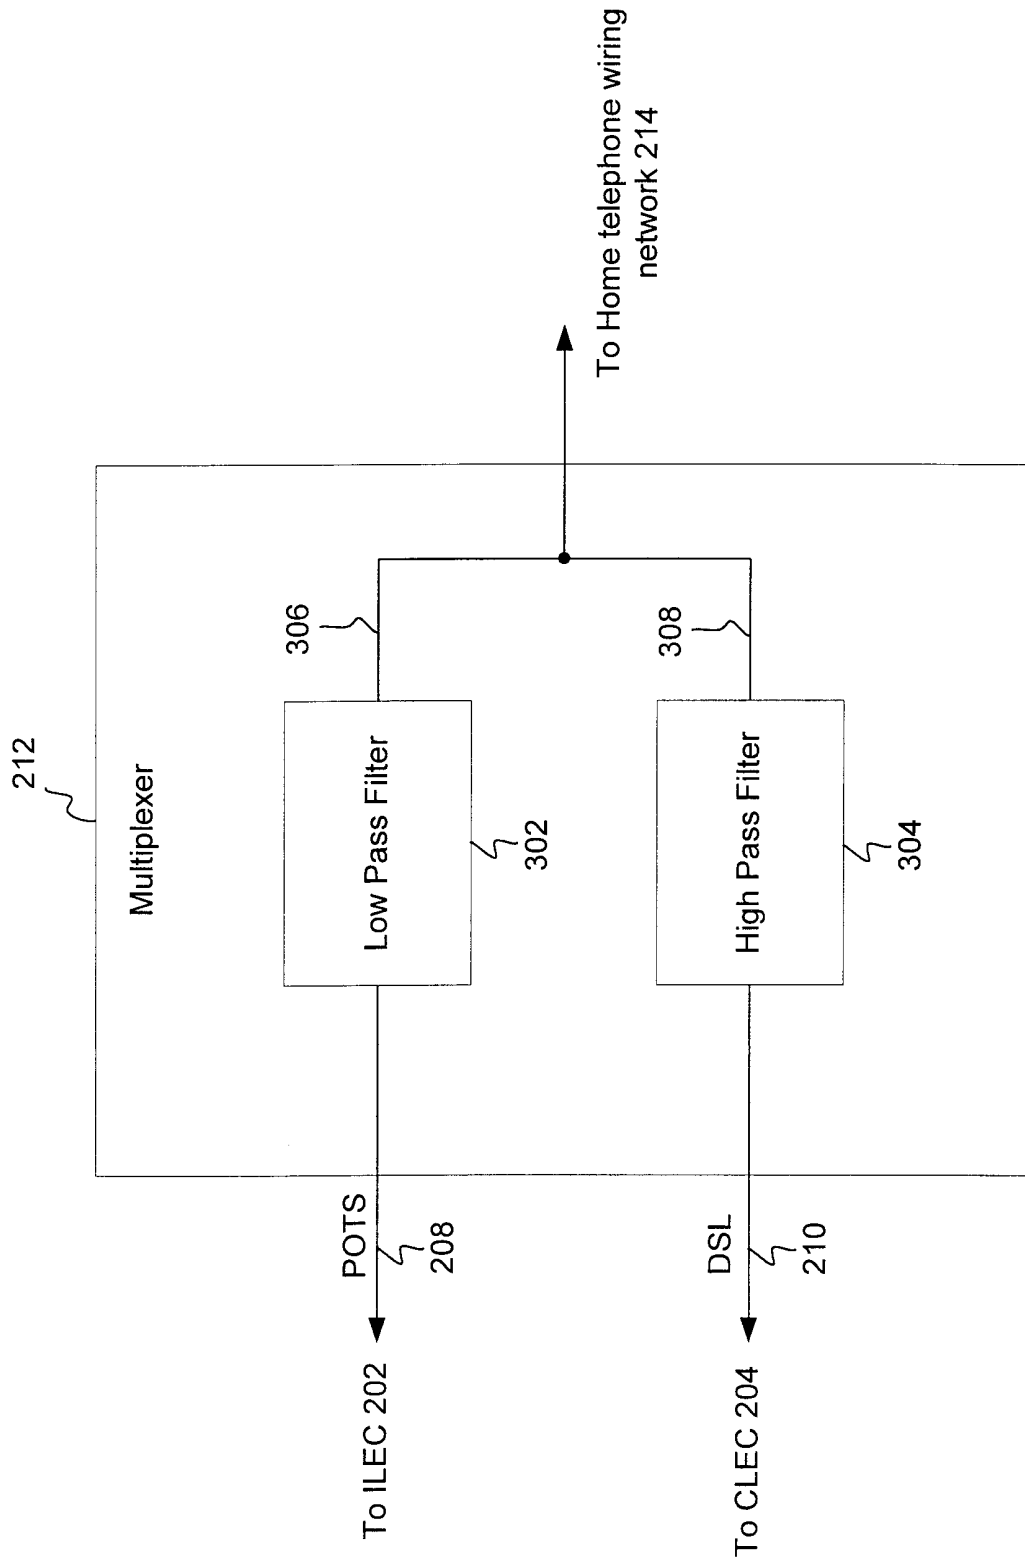 212
Multiplexer
306
Low Pass Filter
302
POTS
208
To ILEC 202
To Home telephone wiring
network 214
308
High Pass Filter
304
DSL
210
To CLEC 204